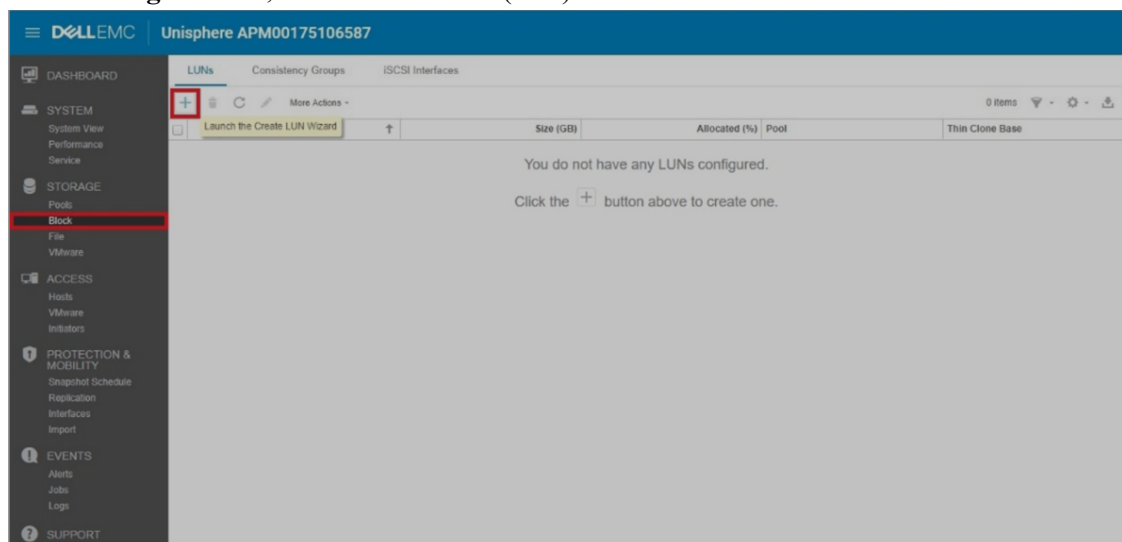 DELLEMC Unisphere APM00175106587
DASHBOARD
SYSTEM
System View
Performance
Service
STORAGE
Pools
Block
File
VMware
ACCESS
Hosts
VMware
Initiators
PROTECTION &
MOBILITY
Snapshot Schedule
Replication
Interfaces
Import
EVENTS
Alerts
Jobs
Logs
SUPPORT
LUNs Consistency Groups iSCSI Interfaces
More Actions
0 items
Launch the Create LUN Wizard
Size (GB) Allocated (%) Pool Thin Clone Base
You do not have any LUNs configured.
Click the + button above to create one.